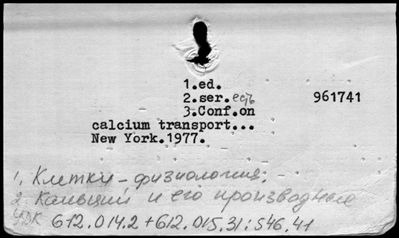 1.ed.
2.ser. есть 961741
3.Conf.on
calcium transport...
New York.1977.
1. Клетки - физиология;
2. Кальций и его производные
УДК 612.014.2+612.015.31:546.41